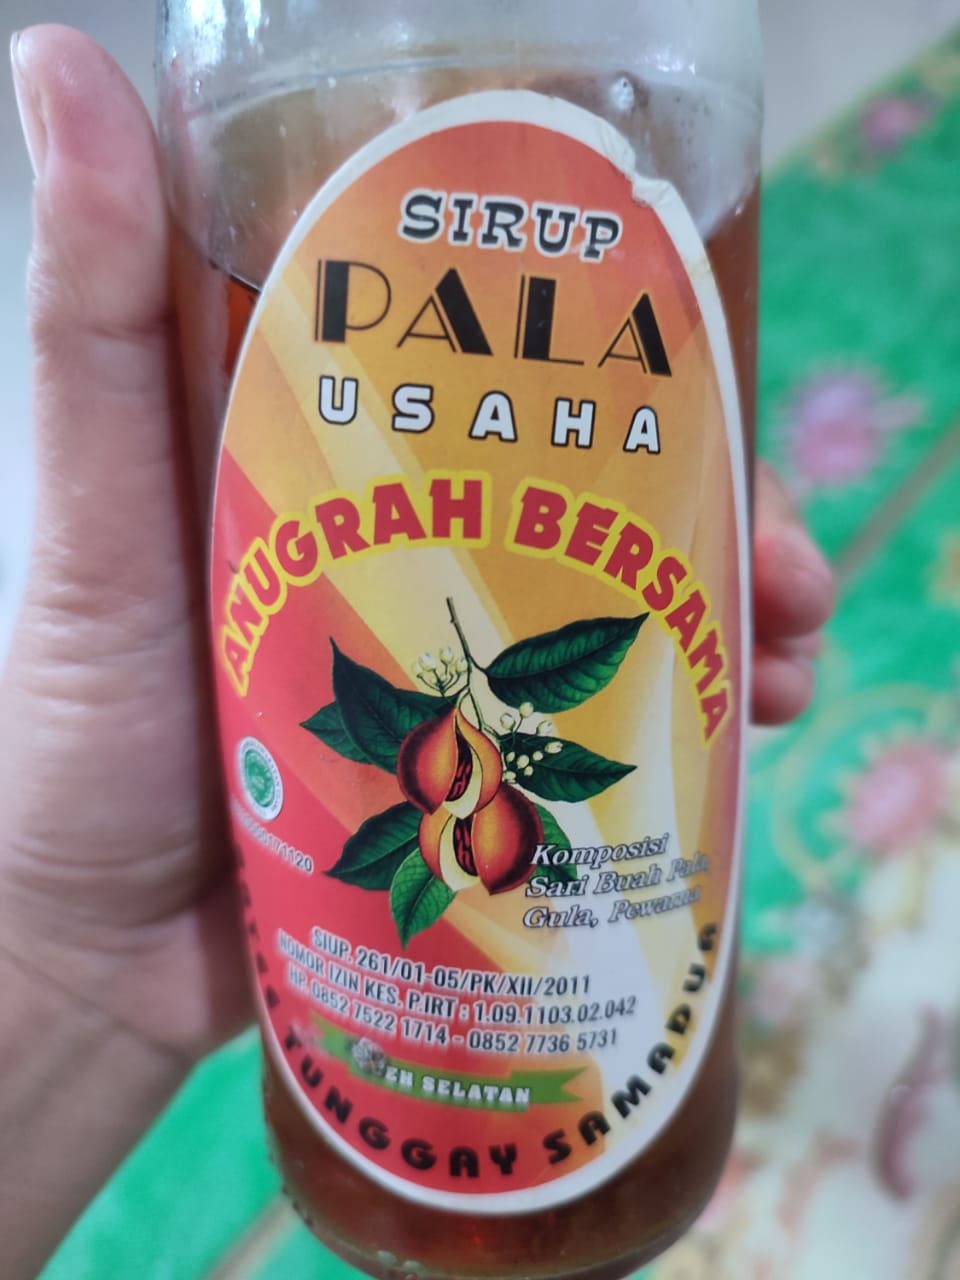 SIRUP
PALA
USAHA
ANUGRAH BERSAMA
Komposisi
Sari Buah Pala,
Gula, Pewarna
SIUP. 261/01-05/PK/XII/2011
NOMOR IZIN KES. P.IRT : 1.09.1103.02.042
HP. 0852 7522 1714 - 0852 7736 5731
SELATAN
TUNGGAY SAMADUA